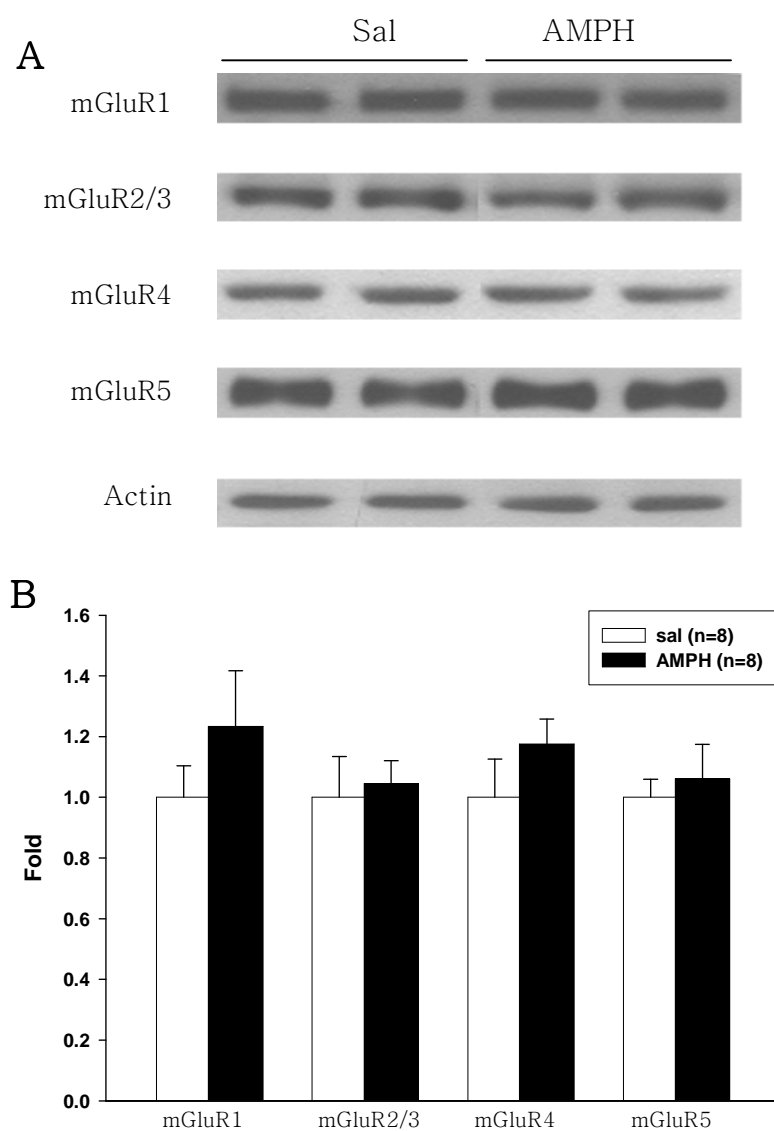 Sal AMPH
A
mGluR1
mGluR2/3
mGluR4
mGluR5
Actin
B
1.6
1.4
1.2
1.0
0.8
0.6
0.4
0.2
0.0
Fold
sal (n=8)
AMPH (n=8)
mGluR1 mGluR2/3 mGluR4 mGluR5